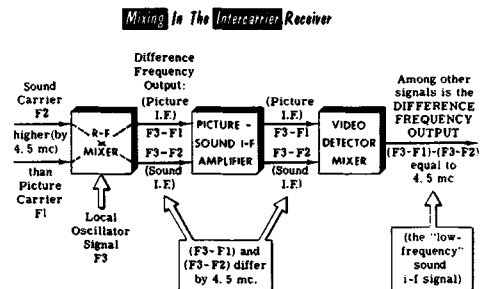 Mixing In The Intercarrier Receiver
Sound
Carrier
F2
higher(by
4.5 mc)
than
Picture
Carrier
F1
R-F
MIXER
Local
Oscillator
Signal
F3
Difference
Frequency
Output:
(Picture
I.F.)
F3-F1
F3-F2
(Sound
I.F.)
PICTURE -
SOUND I-F
AMPLIFIER
(Picture
I.F.)
F3-F1
F3-F2
(Sound
I.F.)
(F3-F1) and
(F3-F2) differ
by 4.5 mc.
VIDEO
DETECTOR
MIXER
Among other
signals is the
DIFFERENCE
FREQUENCY
OUTPUT
(F3-F1)-(F3-F2)
equal to
4.5 mc
(the "low-
frequency"
sound
i-f signal)